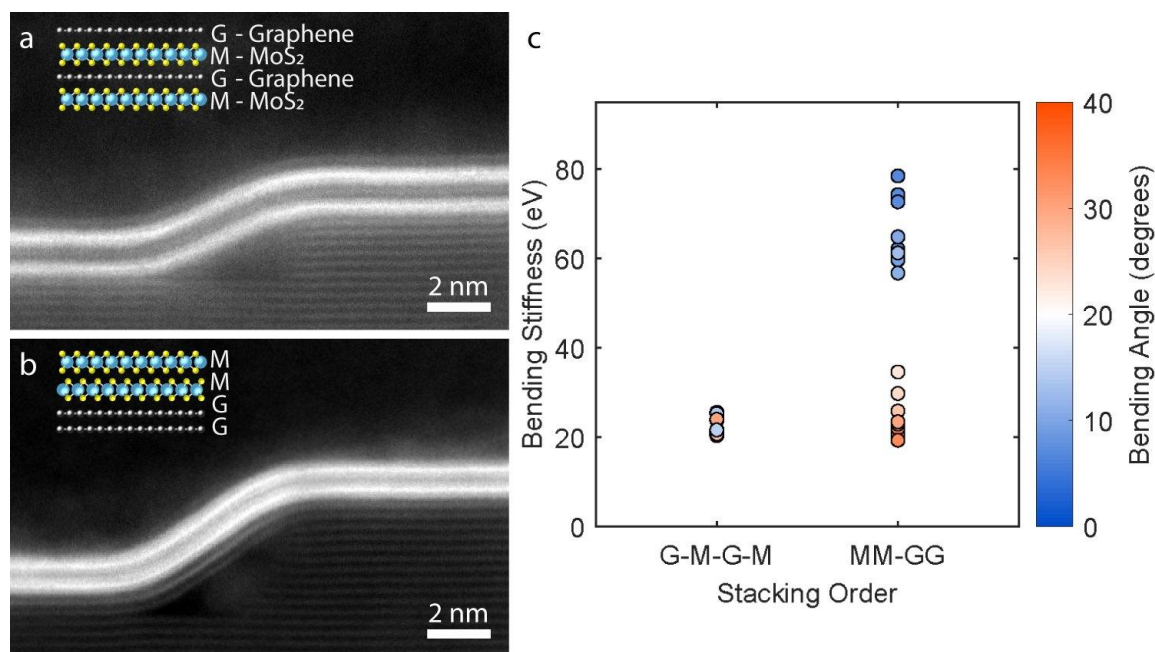 a
G - Graphene
M - MoS₂
G - Graphene
M - MoS₂
2 nm
b
M
M
G
G
2 nm
c
Bending Stiffness (eV)
80
60
40
20
0
G-M-G-M
MM-GG
Stacking Order
40
30
20
10
0
Bending Angle (degrees)